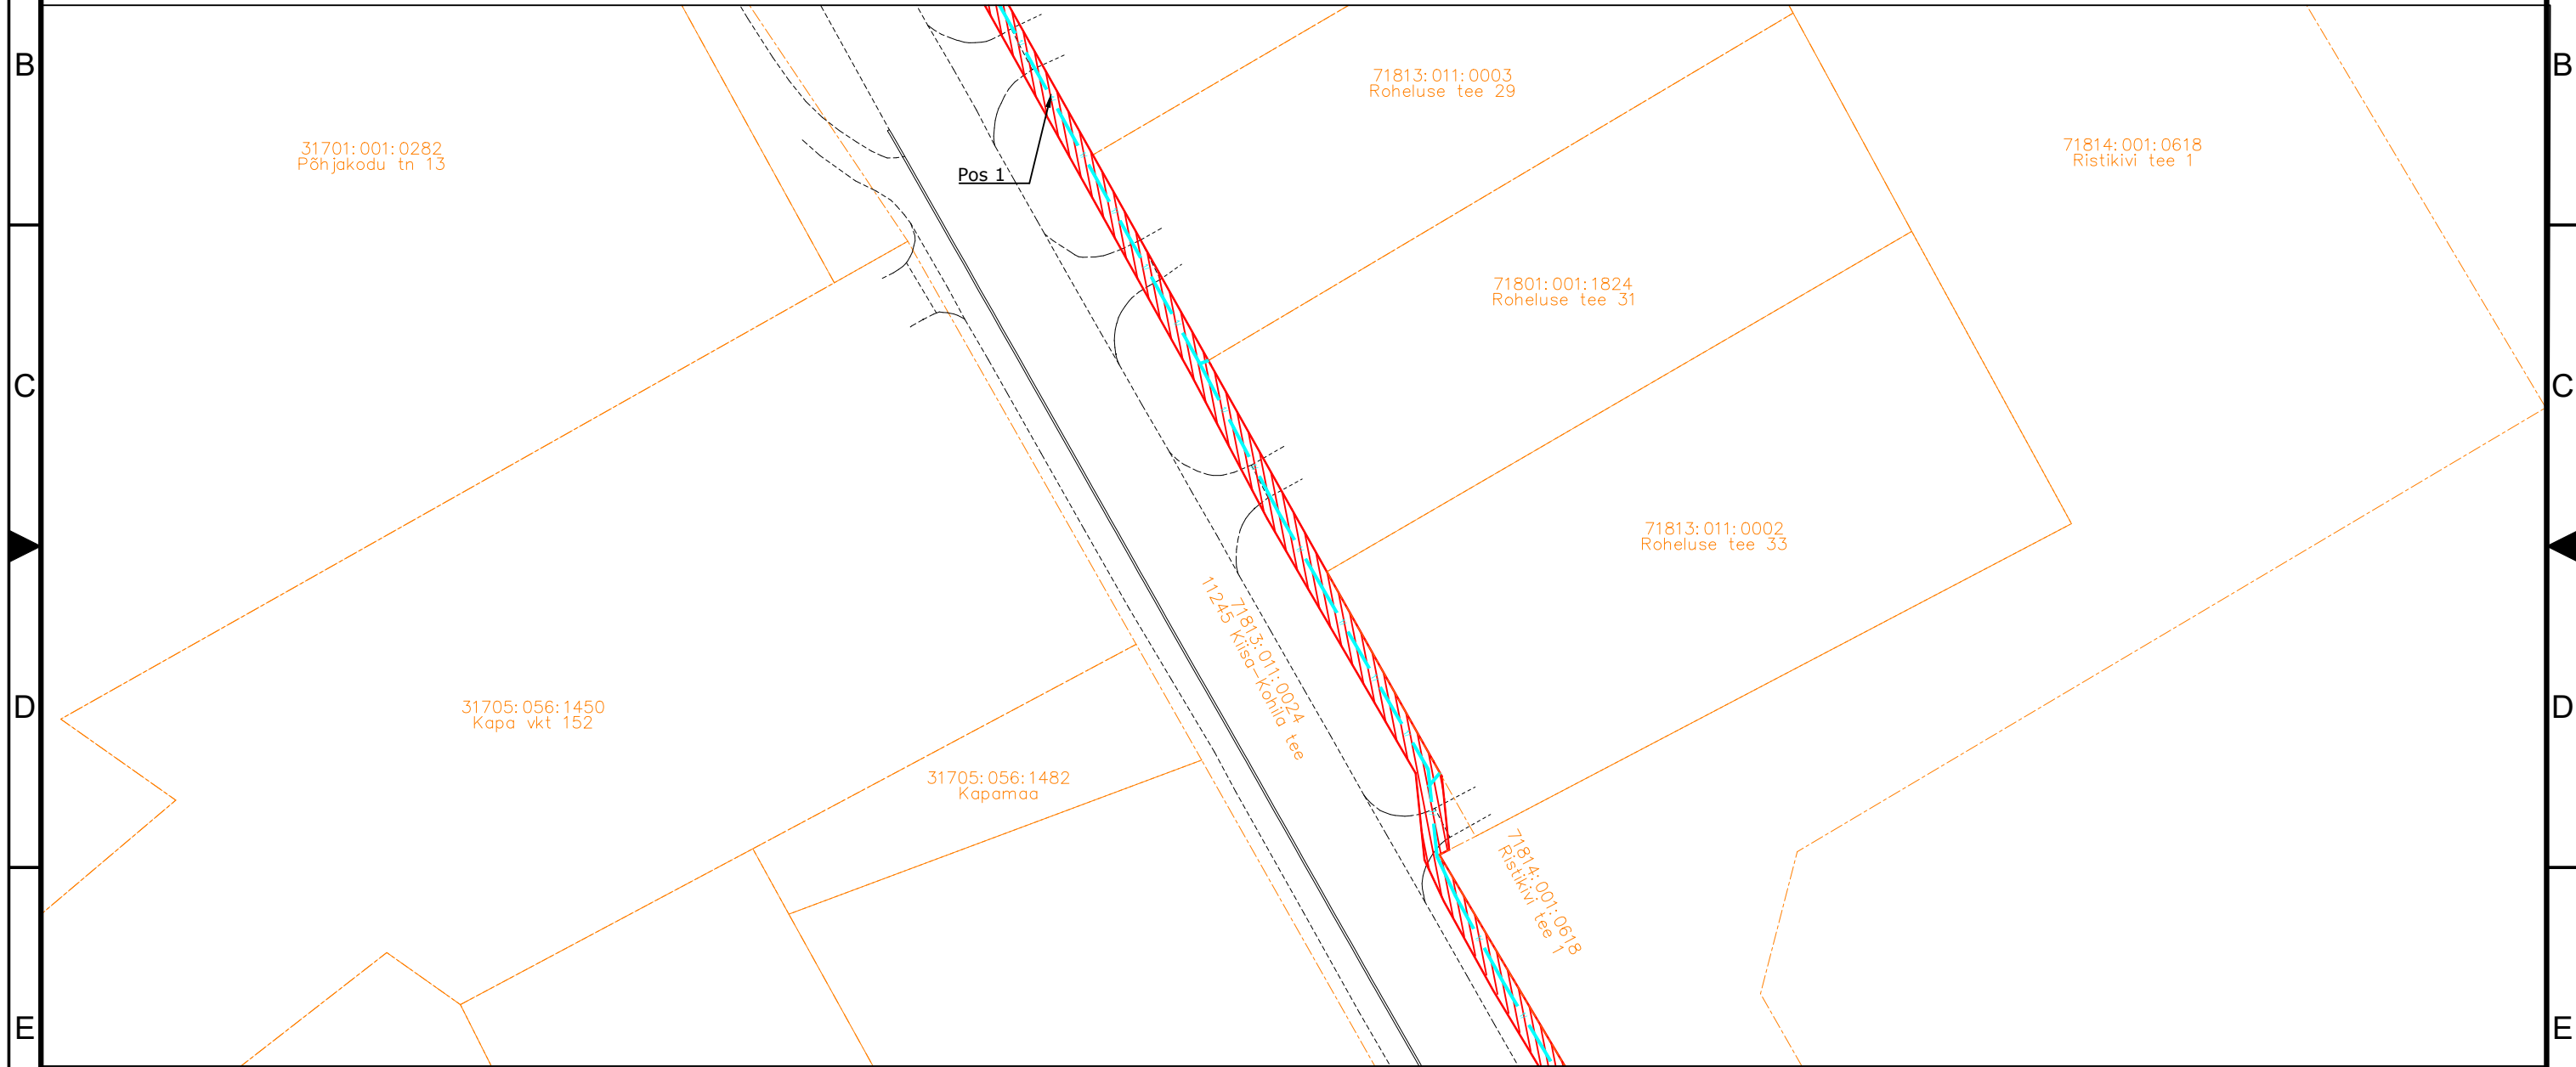 B
B
71813:011:0003
Roheluse tee 29
31701:001:0282
Põhjakodu tn 13
71814:001:0618
Ristikivi tee 1
Pos 1
71801:001:1824
Roheluse tee 31
C
C
71813:011:0002
Roheluse tee 33
71813:011:0024
11245 Kiisa-Kohila tee
D
D
31705:056:1450
Kapa vkt 152
31705:056:1482
Kapamaa
71814:001:0618
Ristikivi tee 1
E
E